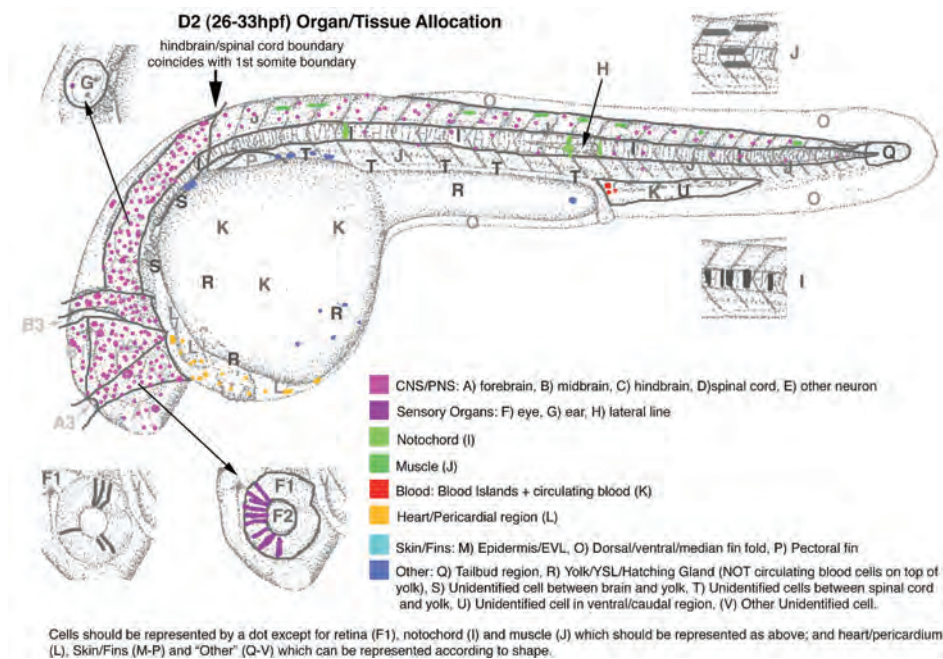 D2 (26-33hpf) Organ/Tissue Allocation
hindbrain/spinal cord boundary
coincides with 1st somite boundary
G
H
J
O
O
J
I
I
I
Q
P
T
J
T
T
T
T
J
J
S
R
K
U
O
O
K
K
S
R
K
R
I
B3
L
L
R
L
A3
CNS/PNS: A) forebrain, B) midbrain, C) hindbrain, D)spinal cord, E) other neuron
Sensory Organs: F) eye, G) ear, H) lateral line
Notochord (I)
Muscle (J)
Blood: Blood Islands + circulating blood (K)
Heart/Pericardial region (L)
Skin/Fins: M) Epidermis/EVL, O) Dorsal/ventral/median fin fold, P) Pectoral fin
Other: Q) Tailbud region, R) Yolk/YSL/Hatching Gland (NOT circulating blood cells on top of
yolk), S) Unidentified cell between brain and yolk, T) Unidentified cells between spinal cord
and yolk, U) Unidentified cell in ventral/caudal region, (V) Other Unidentified cell.
F1
F1
F2
Cells should be represented by a dot except for retina (F1), notochord (I) and muscle (J) which should be represented as above; and heart/pericardium
(L), Skin/Fins (M-P) and "Other" (Q-V) which can be represented according to shape.